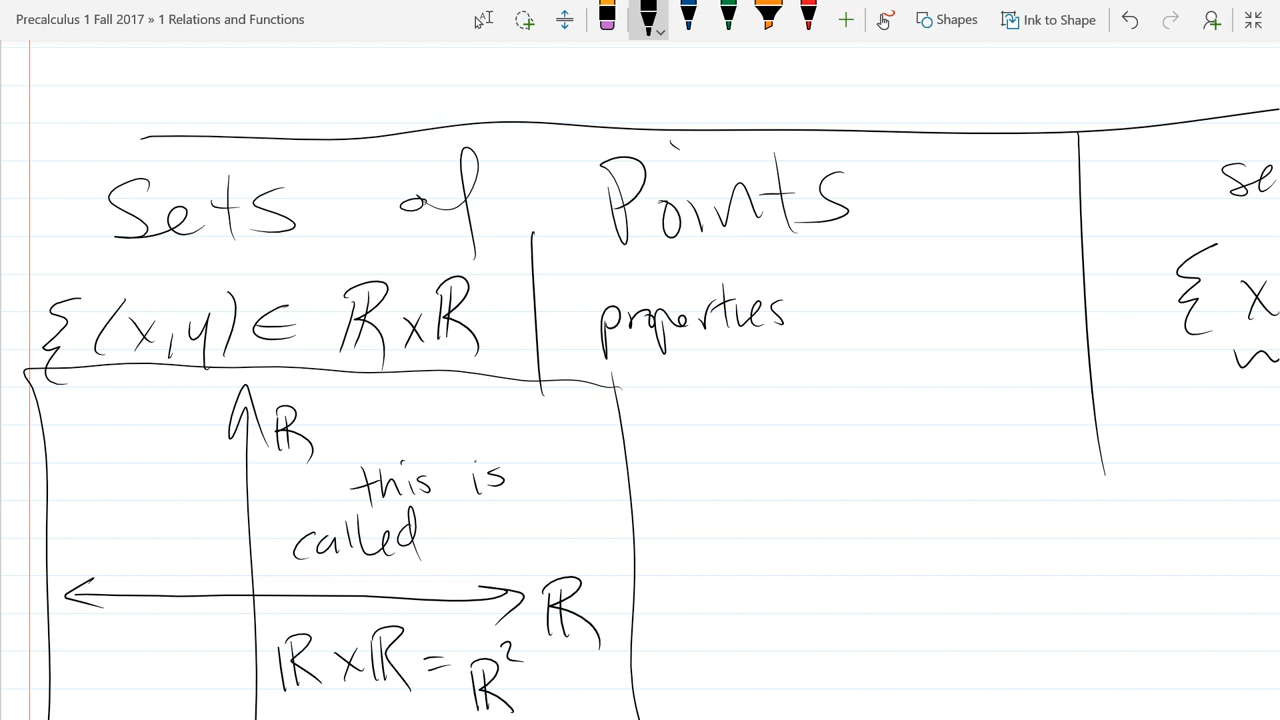 Precalculus 1 Fall 2017 » 1 Relations and Functions
Shapes
Ink to Shape
Sets of Points
{(x,y) ∈ ℝ×ℝ | properties
ℝ
this is
called
ℝ
ℝ×ℝ = ℝ²
se
{ x